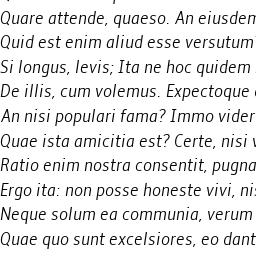 Quare attende, quaeso. An eiusdem
Quid est enim aliud esse versutum
Si longus, levis; Ita ne hoc quidem
De illis, cum volemus. Expectoque
An nisi populari fama? Immo vider
Quae ista amicitia est? Certe, nisi v
Ratio enim nostra consentit, pugna
Ergo ita: non posse honeste vivi, nis
Neque solum ea communia, verum
Quae quo sunt excelsiores, eo dant